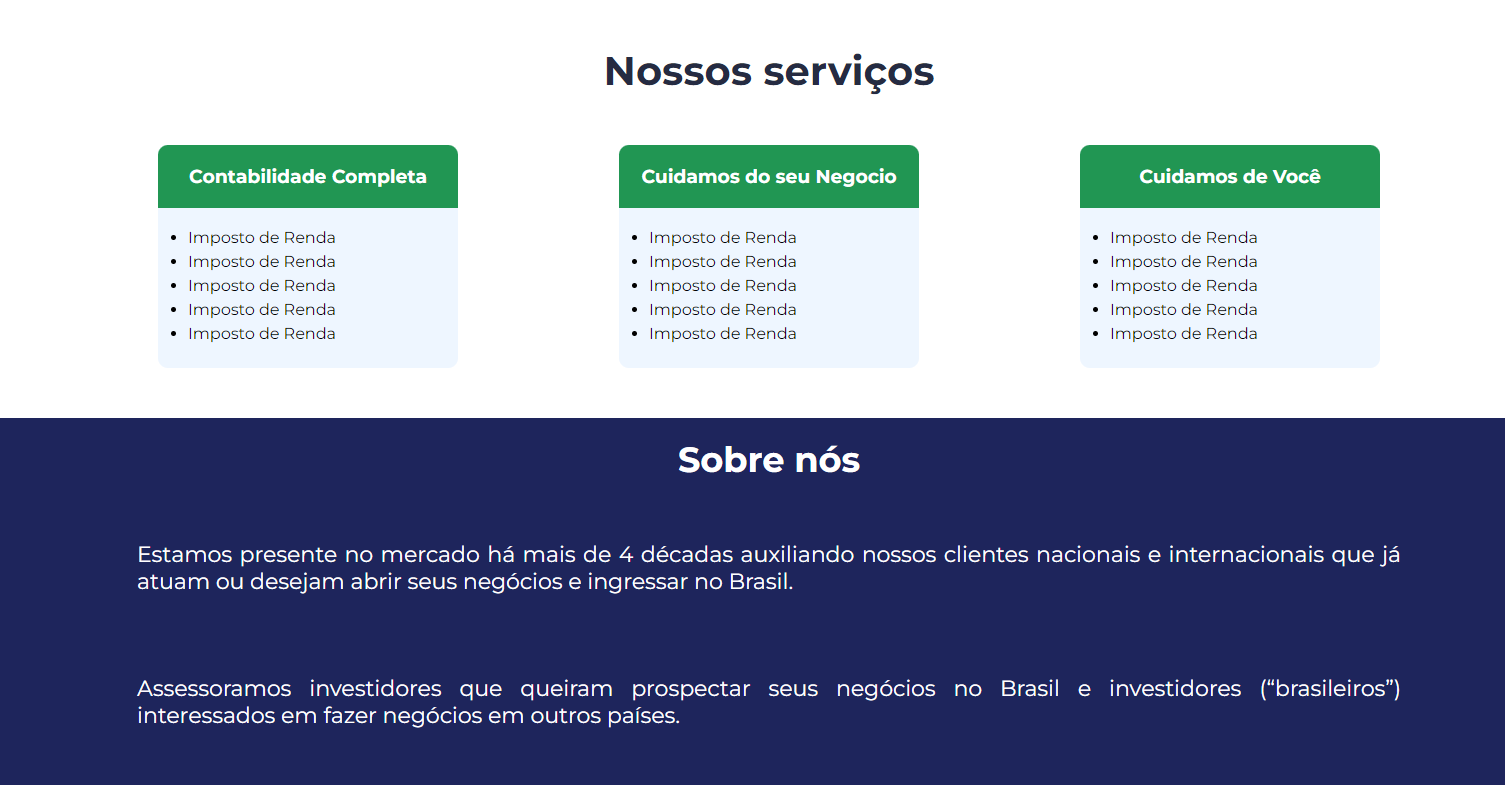 Nossos serviços
Contabilidade Completa
Imposto de Renda
Imposto de Renda
Imposto de Renda
Imposto de Renda
Imposto de Renda
Cuidamos do seu Negocio
Imposto de Renda
Imposto de Renda
Imposto de Renda
Imposto de Renda
Imposto de Renda
Cuidamos de Você
Imposto de Renda
Imposto de Renda
Imposto de Renda
Imposto de Renda
Imposto de Renda
Sobre nós
Estamos presente no mercado há mais de 4 décadas auxiliando nossos clientes nacionais e internacionais que já
atuam ou desejam abrir seus negócios e ingressar no Brasil.
Assessoramos investidores que queiram prospectar seus negócios no Brasil e investidores (“brasileiros”)
interessados em fazer negócios em outros países.